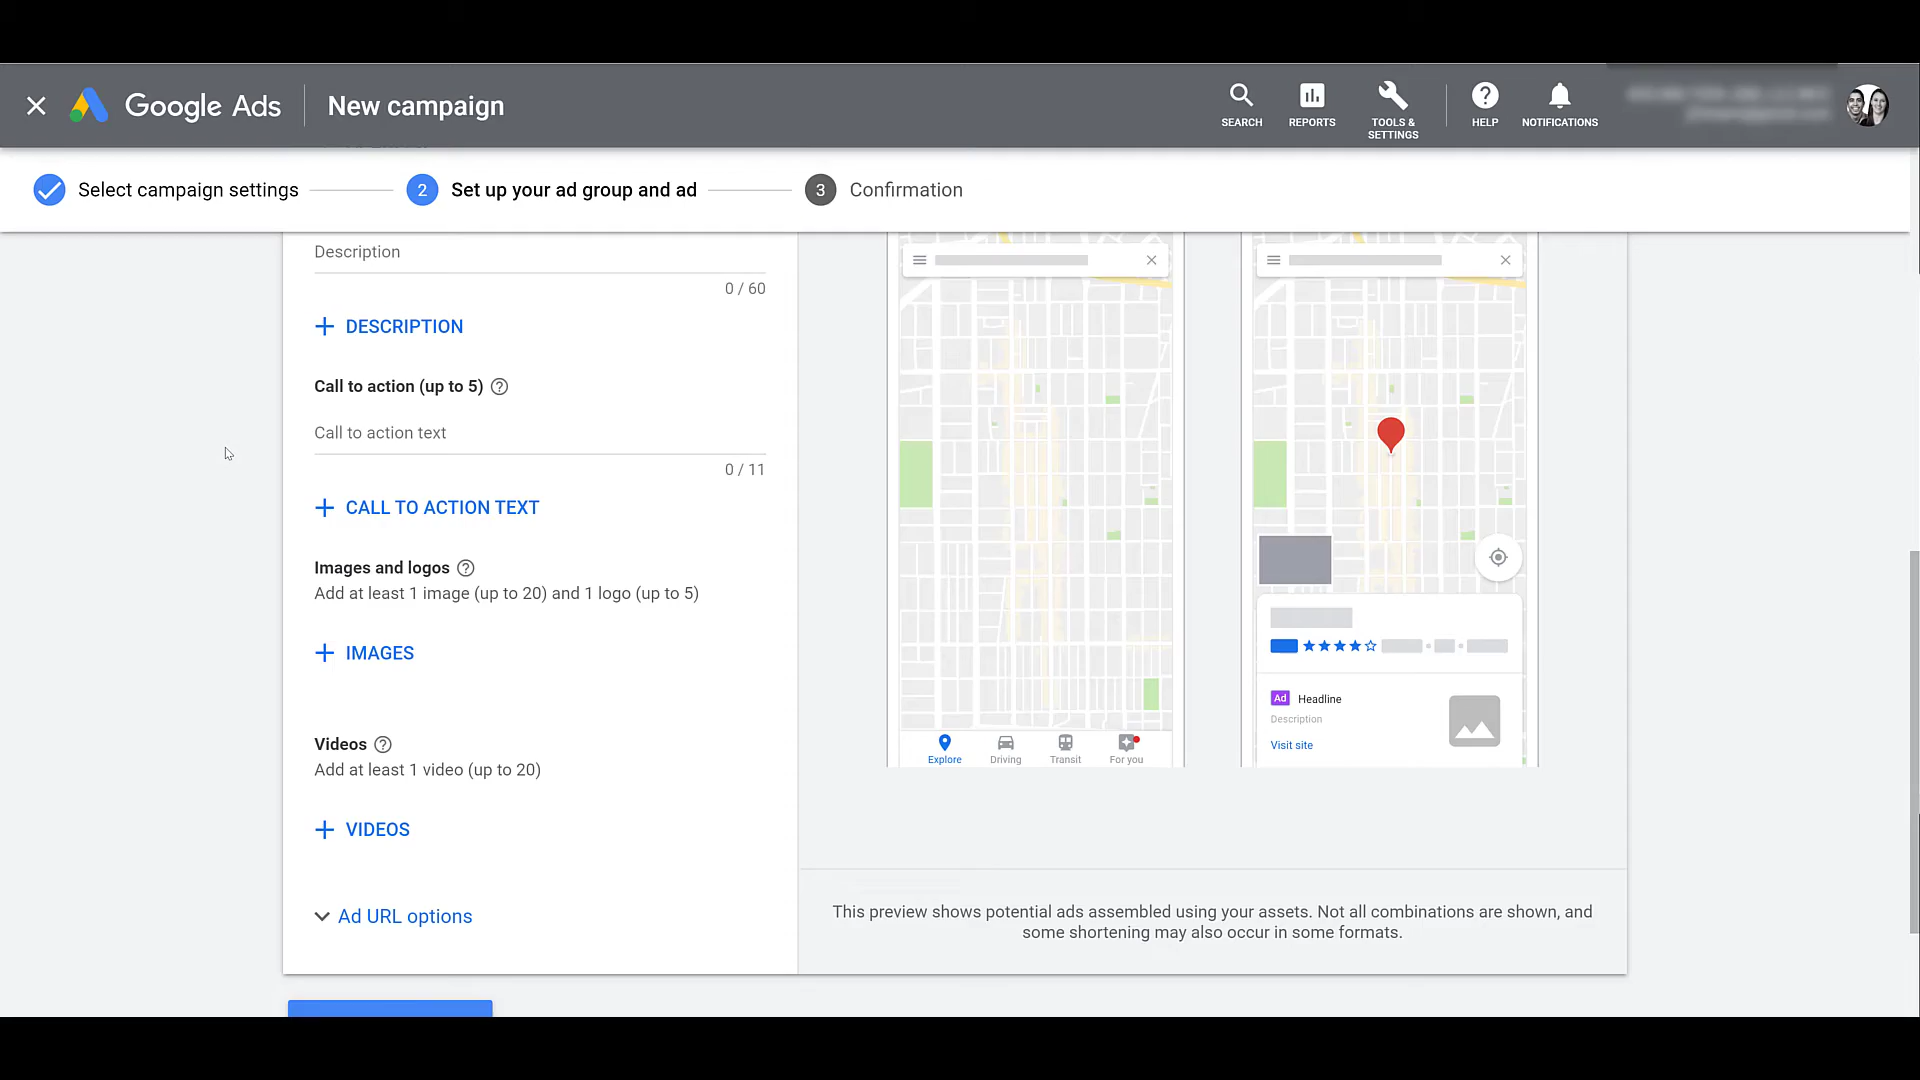 Google Ads
New campaign
SEARCH
REPORTS
TOOLS &
SETTINGS
HELP
NOTIFICATIONS
Select campaign settings
2
Set up your ad group and ad
3
Confirmation
Description
0 / 60
+ DESCRIPTION
Call to action (up to 5)
Call to action text
0 / 11
+ CALL TO ACTION TEXT
Images and logos
Add at least 1 image (up to 20) and 1 logo (up to 5)
+ IMAGES
Videos
Add at least 1 video (up to 20)
+ VIDEOS
Ad URL options
Explore
Driving
Transit
For you
Ad Headline
Description
Visit site
This preview shows potential ads assembled using your assets. Not all combinations are shown, and
some shortening may also occur in some formats.